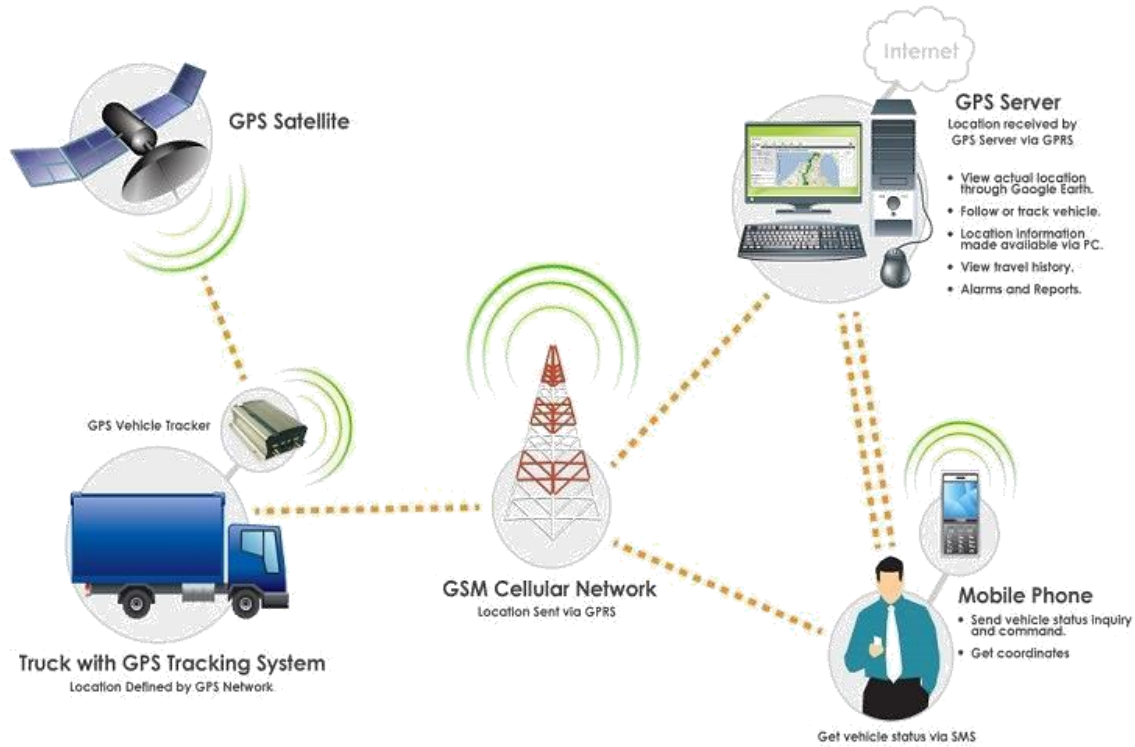 Internet
GPS Satellite
GPS Server
Location received by
GPS Server via GPRS
• View actual location
through Google Earth.
• Follow or track vehicle.
• Location information
made available via PC.
• View travel history.
• Alarms and Reports.
GPS Vehicle Tracker
GSM Cellular Network
Location Sent via GPRS
Mobile Phone
• Send vehicle status inquiry
and command.
• Get coordinates
Truck with GPS Tracking System
Location Defined by GPS Network
Get vehicle status via SMS